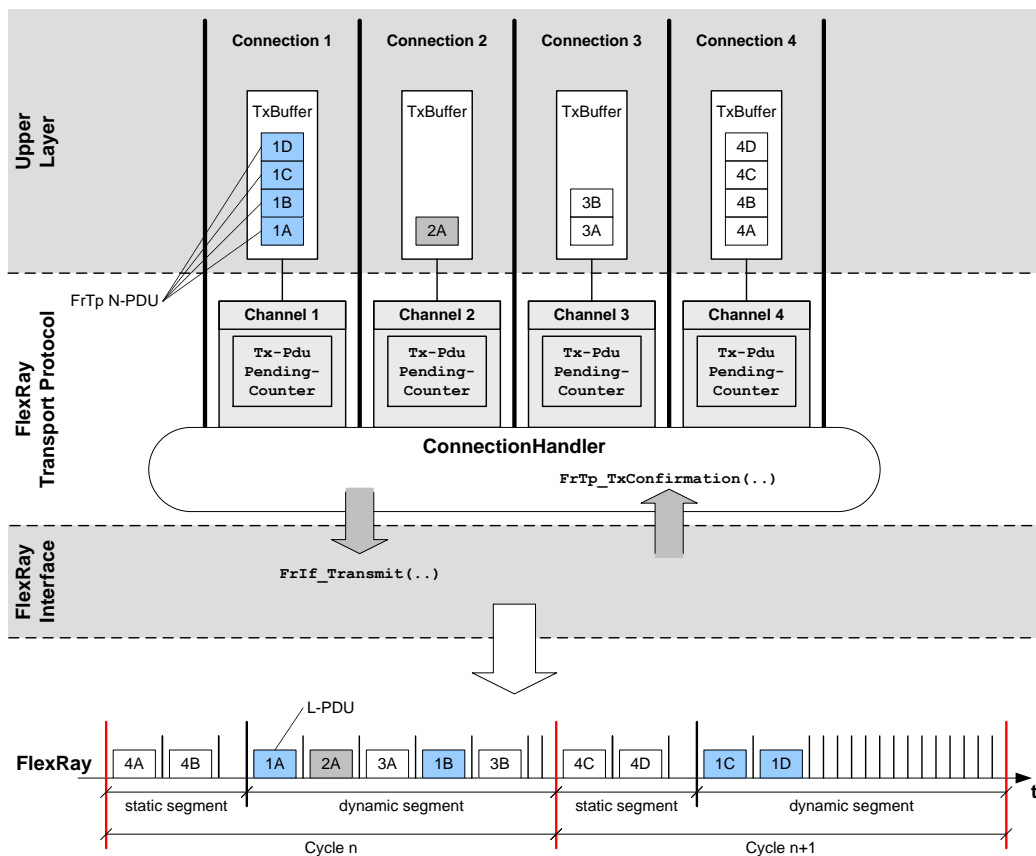 Connection 1
Connection 2
Connection 3
Connection 4
Upper
Layer
TxBuffer
TxBuffer
TxBuffer
TxBuffer
1D
1C
1B
1A
2A
3B
3A
4D
4C
4B
4A
FrTp N-PDU
FlexRay
Transport Protocol
Channel 1
Channel 2
Channel 3
Channel 4
Tx-Pdu
Pending-
Counter
Tx-Pdu
Pending-
Counter
Tx-Pdu
Pending-
Counter
Tx-Pdu
Pending-
Counter
ConnectionHandler
FrTp_TxConfirmation(..)
FlexRay
Interface
FrIf_Transmit(..)
L-PDU
FlexRay
4A
4B
1A
2A
3A
1B
3B
4C
4D
1C
1D
t
static segment
dynamic segment
static segment
dynamic segment
Cycle n
Cycle n+1